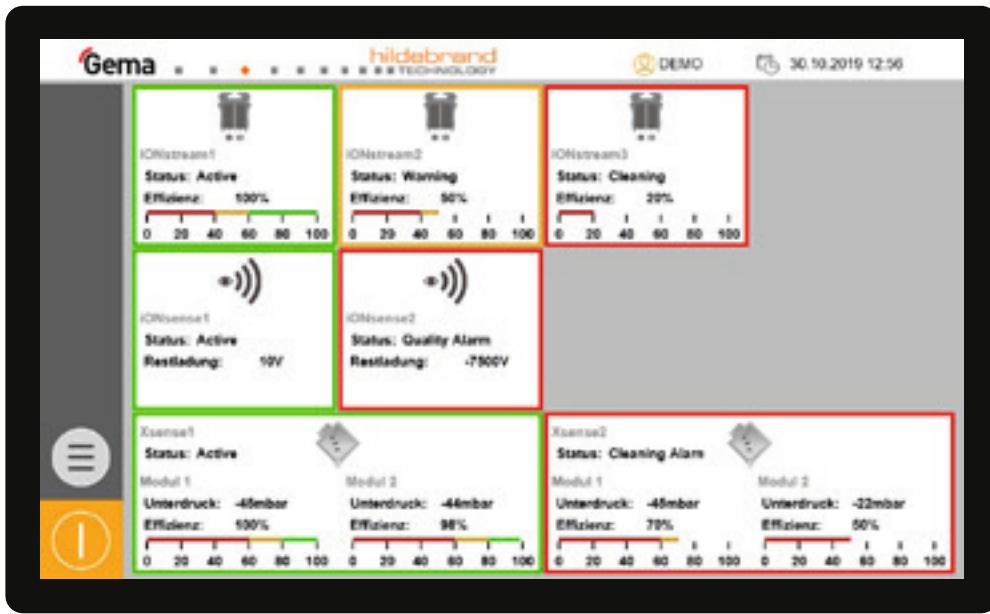 Gema
hildebrand
TECHNOLOGY
DEMO
30.10.2019 12:56
iONstream1
Status: Active
Effizienz: 100%
0 20 40 60 80 100
iONstream2
Status: Warning
Effizienz: 50%
0 20 40 60 80 100
iONstream3
Status: Cleaning
Effizienz: 20%
0 20 40 60 80 100
iONsense1
Status: Active
Restladung: 10V
iONsense2
Status: Quality Alarm
Restladung: -7500V
Xsense1
Status: Active
Modul 1
Unterdruck: -45mbar
Effizienz: 100%
0 20 40 60 80 100
Modul 2
Unterdruck: -44mbar
Effizienz: 98%
0 20 40 60 80 100
Xsense2
Status: Cleaning Alarm
Modul 1
Unterdruck: -45mbar
Effizienz: 70%
0 20 40 60 80 100
Modul 2
Unterdruck: -22mbar
Effizienz: 50%
0 20 40 60 80 100